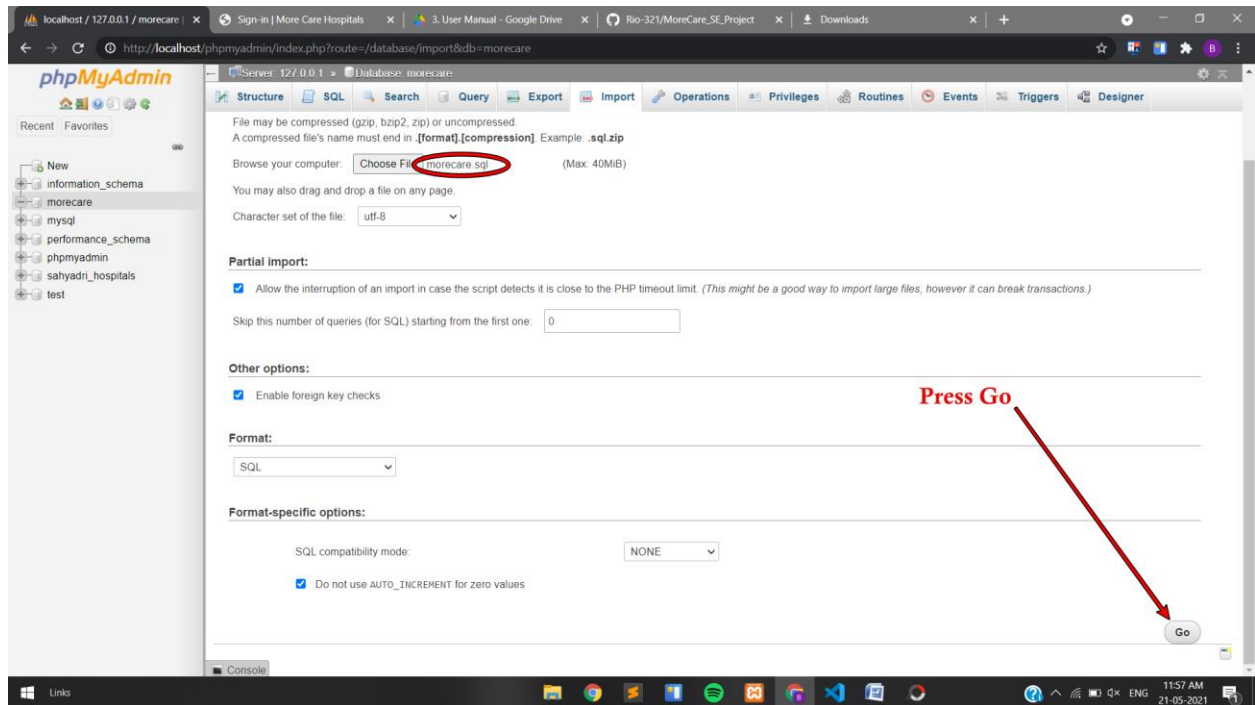 localhost / 127.0.0.1 / morecare |
Sign-in | More Care Hospitals
3. User Manual - Google Drive
Rio-321/MoreCare_SE_Project
Downloads
http://localhost/phpmyadmin/index.php?route=/database/import&db=morecare
B
phpMyAdmin
Recent Favorites
New
information_schema
morecare
mysql
performance_schema
phpmyadmin
sahyadri_hospitals
test
Server: 127.0.0.1 » Database: morecare
Structure SQL Search Query Export Import Operations Privileges Routines Events Triggers Designer
File may be compressed (gzip, bzip2, zip) or uncompressed.
A compressed file's name must end in .[format].[compression]. Example: .sql.zip
Browse your computer: Choose File morecare.sql (Max: 40MiB)
You may also drag and drop a file on any page.
Character set of the file: utf-8
Partial import:
Allow the interruption of an import in case the script detects it is close to the PHP timeout limit. (This might be a good way to import large files, however it can break transactions.)
Skip this number of queries (for SQL) starting from the first one: 0
Other options:
Enable foreign key checks
Press Go
Format:
SQL
Format-specific options:
SQL compatibility mode: NONE
Do not use AUTO_INCREMENT for zero values
Go
Console
Links
ENG
11:57 AM
21-05-2021